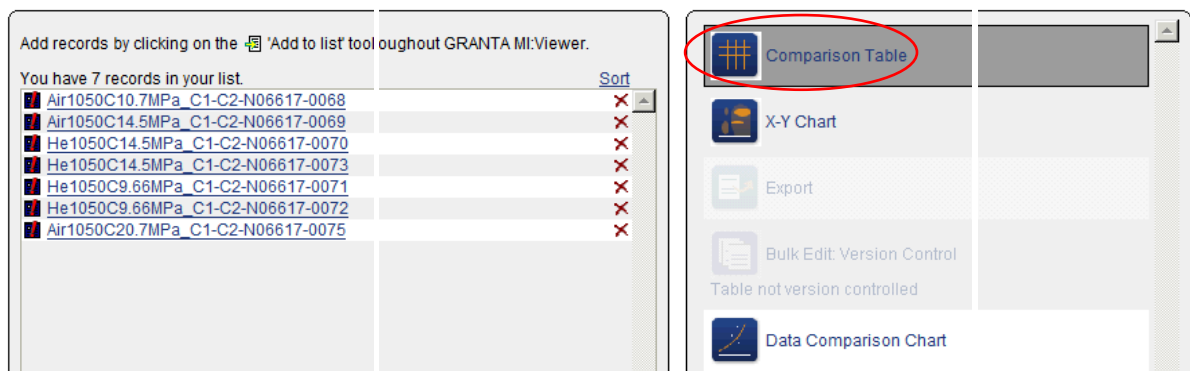 Add records by clicking on the 'Add to list' tool oughout GRANTA MI:Viewer.
You have 7 records in your list.
Sort
Air1050C10.7MPa_C1-C2-N06617-0068
Air1050C14.5MPa_C1-C2-N06617-0069
He1050C14.5MPa_C1-C2-N06617-0070
He1050C14.5MPa_C1-C2-N06617-0073
He1050C9.66MPa_C1-C2-N06617-0071
He1050C9.66MPa_C1-C2-N06617-0072
Air1050C20.7MPa_C1-C2-N06617-0075
Comparison Table
X-Y Chart
Export
Bulk Edit: Version Control
Table not version controlled
Data Comparison Chart